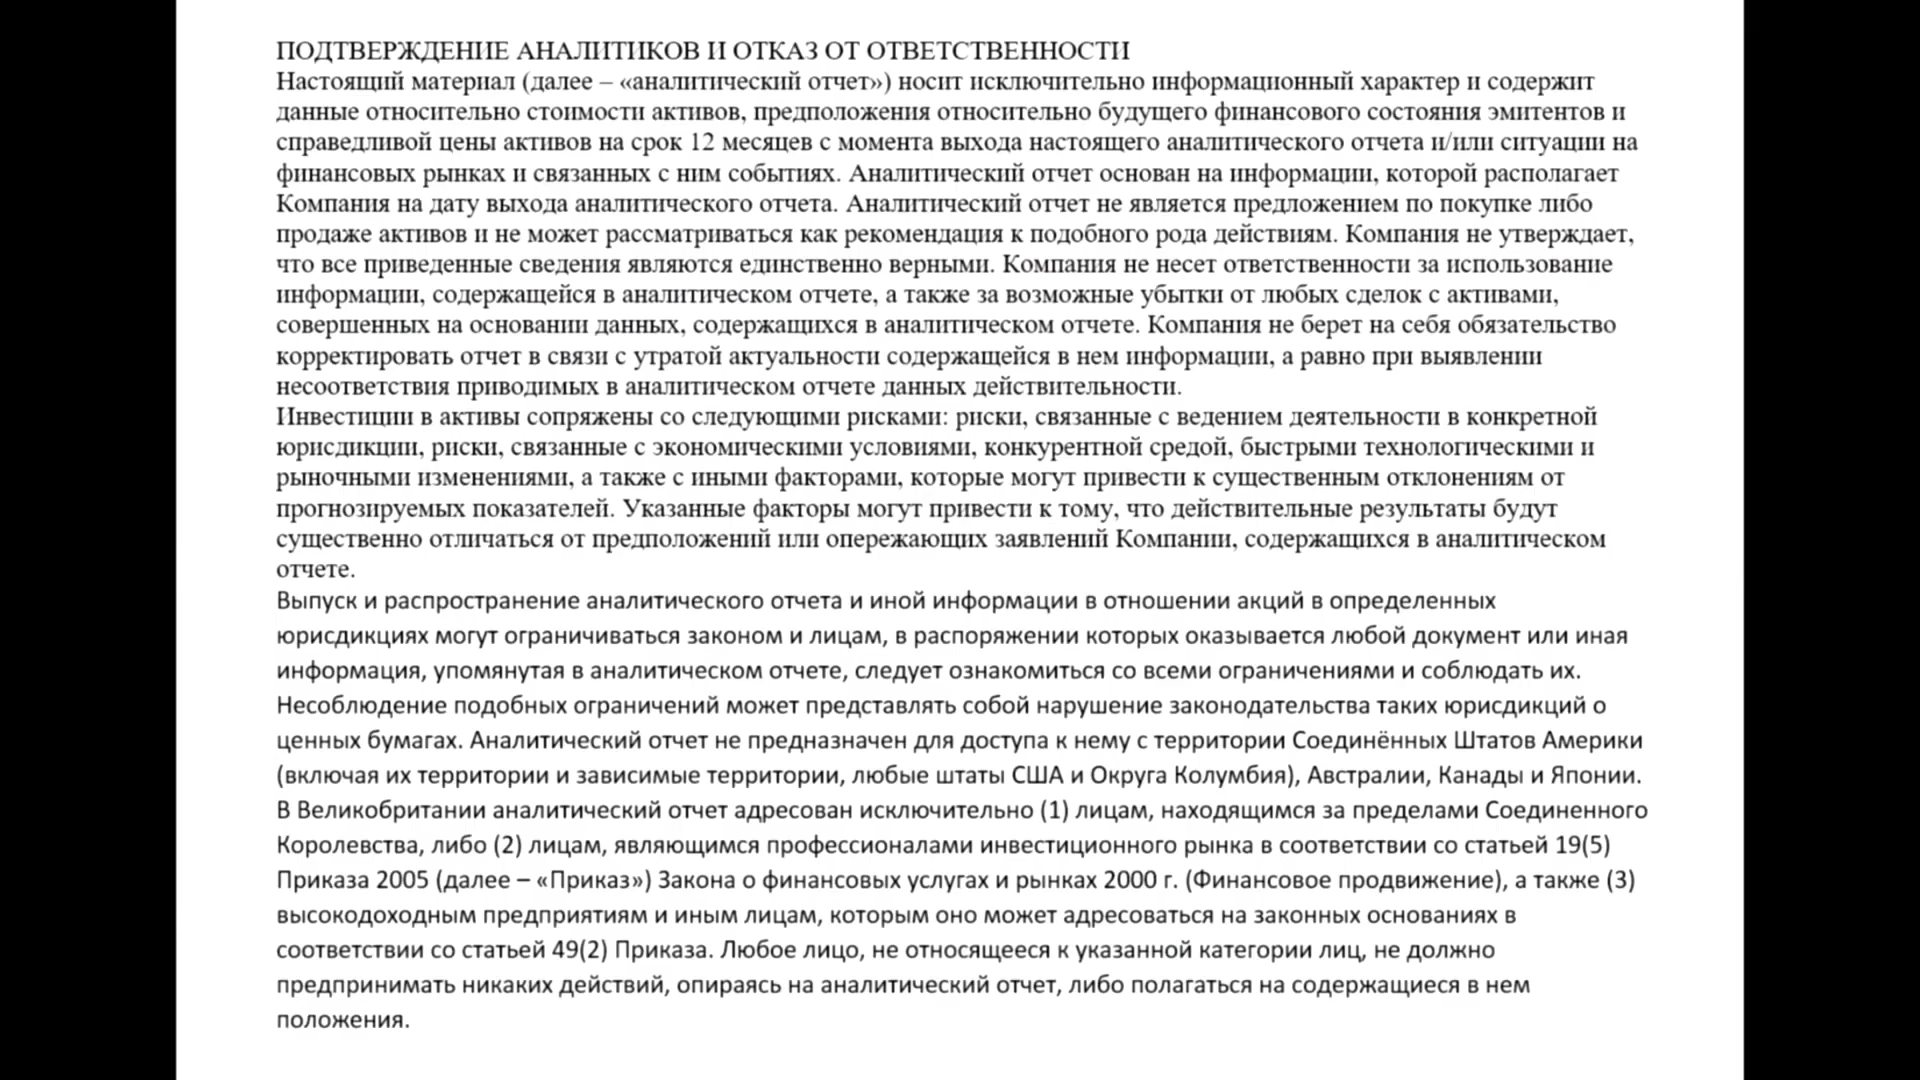 ПОДТВЕРЖДЕНИЕ АНАЛИТИКОВ И ОТКАЗ ОТ ОТВЕТСТВЕННОСТИ
Настоящий материал (далее – «аналитический отчет») носит исключительно информационный характер и содержит
данные относительно стоимости активов, предположения относительно будущего финансового состояния эмитентов и
справедливой цены активов на срок 12 месяцев с момента выхода настоящего аналитического отчета и/или ситуации на
финансовых рынках и связанных с ним событиях. Аналитический отчет основан на информации, которой располагает
Компания на дату выхода аналитического отчета. Аналитический отчет не является предложением по покупке либо
продаже активов и не может рассматриваться как рекомендация к подобного рода действиям. Компания не утверждает,
что все приведенные сведения являются единственно верными. Компания не несет ответственности за использование
информации, содержащейся в аналитическом отчете, а также за возможные убытки от любых сделок с активами,
совершенных на основании данных, содержащихся в аналитическом отчете. Компания не берет на себя обязательство
корректировать отчет в связи с утратой актуальности содержащейся в нем информации, а равно при выявлении
несоответствия приводимых в аналитическом отчете данных действительности.
Инвестиции в активы сопряжены со следующими рисками: риски, связанные с ведением деятельности в конкретной
юрисдикции, риски, связанные с экономическими условиями, конкурентной средой, быстрыми технологическими и
рыночными изменениями, а также с иными факторами, которые могут привести к существенным отклонениям от
прогнозируемых показателей. Указанные факторы могут привести к тому, что действительные результаты будут
существенно отличаться от предположений или опережающих заявлений Компании, содержащихся в аналитическом
отчете.
Выпуск и распространение аналитического отчета и иной информации в отношении акций в определенных
юрисдикциях могут ограничиваться законом и лицам, в распоряжении которых оказывается любой документ или иная
информация, упомянутая в аналитическом отчете, следует ознакомиться со всеми ограничениями и соблюдать их.
Несоблюдение подобных ограничений может представлять собой нарушение законодательства таких юрисдикций о
ценных бумагах. Аналитический отчет не предназначен для доступа к нему с территории Соединённых Штатов Америки
(включая их территории и зависимые территории, любые штаты США и Округа Колумбия), Австралии, Канады и Японии.
В Великобритании аналитический отчет адресован исключительно (1) лицам, находящимся за пределами Соединенного
Королевства, либо (2) лицам, являющимся профессионалами инвестиционного рынка в соответствии со статьей 19(5)
Приказа 2005 (далее – «Приказ») Закона о финансовых услугах и рынках 2000 г. (Финансовое продвижение), а также (3)
высокодоходным предприятиям и иным лицам, которым оно может адресоваться на законных основаниях в
соответствии со статьей 49(2) Приказа. Любое лицо, не относящееся к указанной категории лиц, не должно
предпринимать никаких действий, опираясь на аналитический отчет, либо полагаться на содержащиеся в нем
положения.